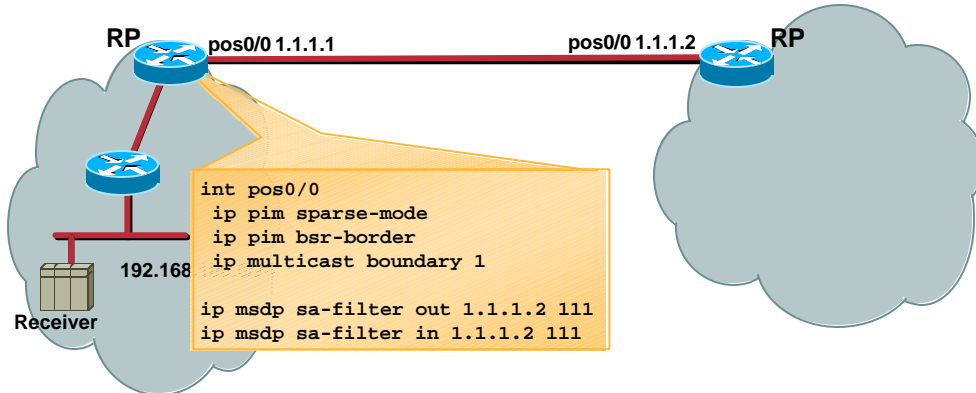 RP
pos0/0 1.1.1.1
pos0/0 1.1.1.2
RP
int pos0/0
ip pim sparse-mode
ip pim bsr-border
ip multicast boundary 1
192.168
ip msdp sa-filter out 1.1.1.2 111
ip msdp sa-filter in 1.1.1.2 111
Receiver